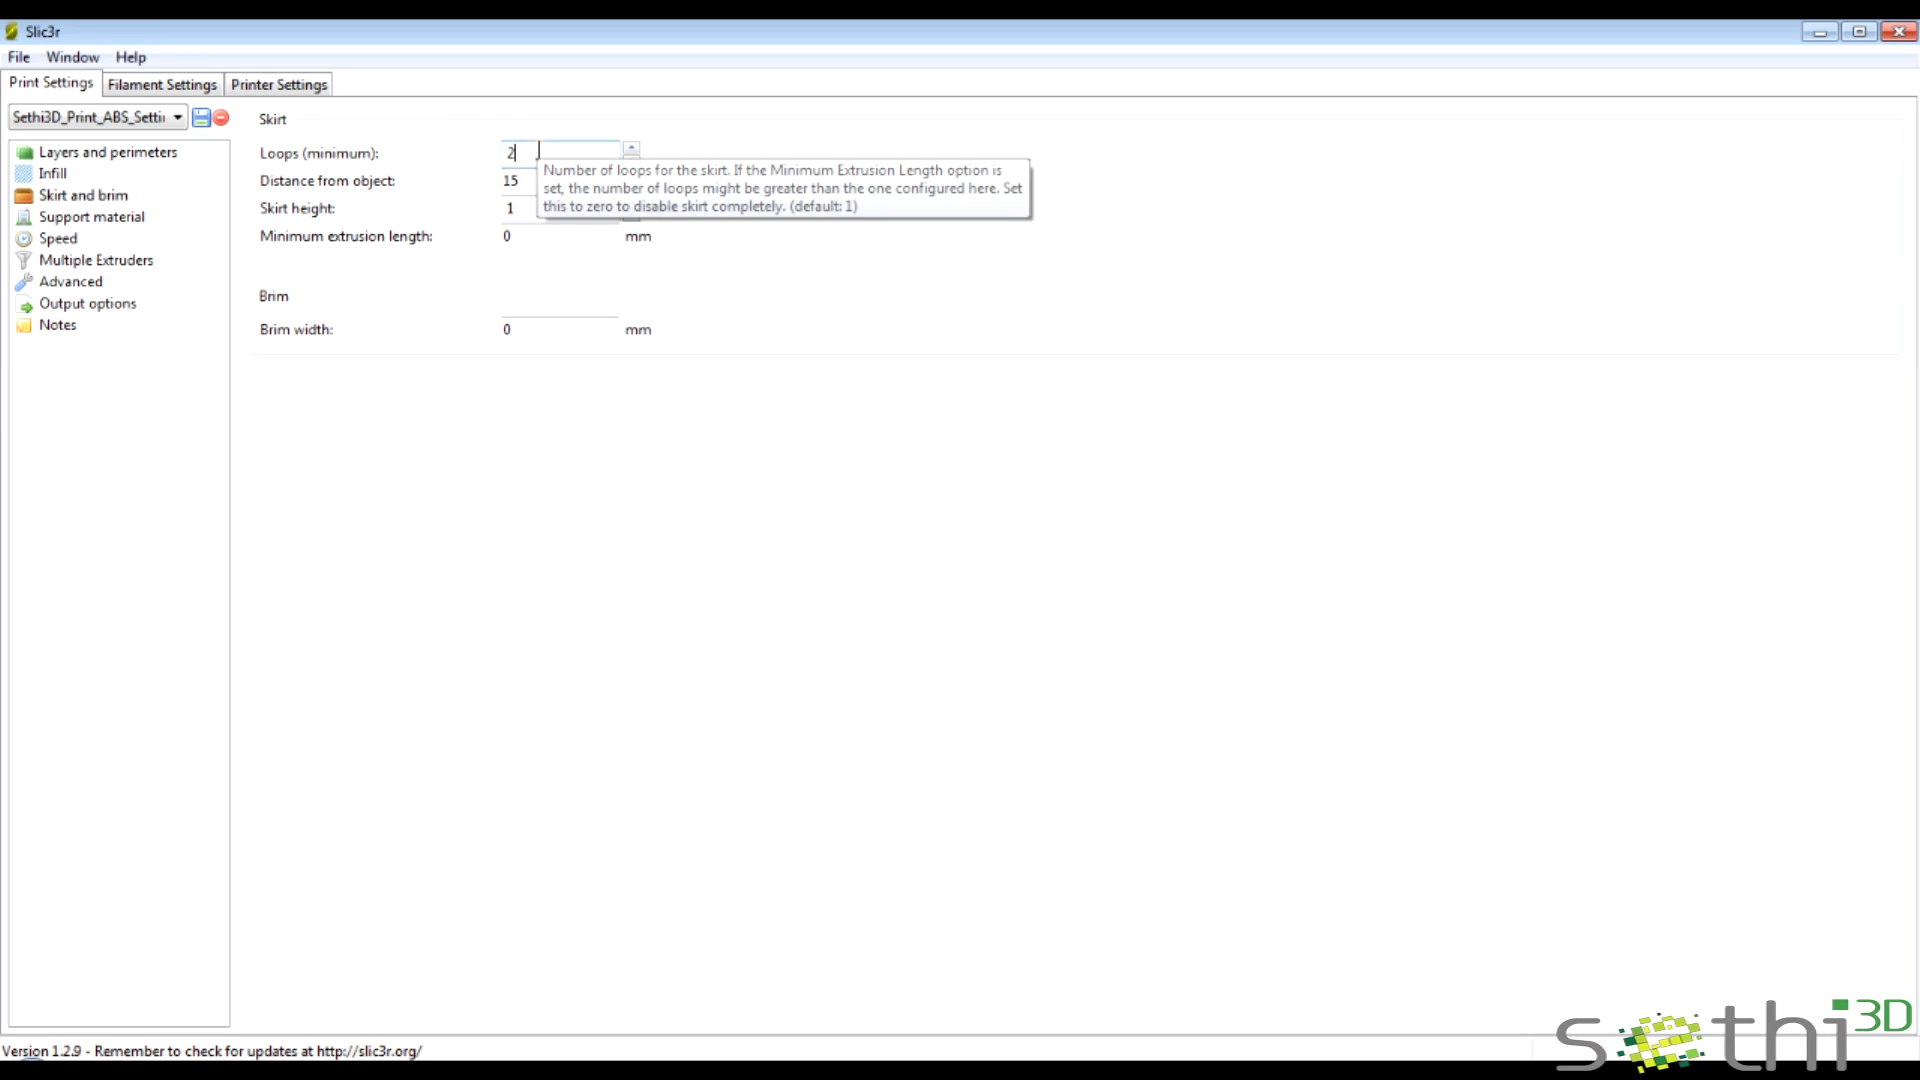 Slic3r
File Window Help
Print Settings Filament Settings Printer Settings
Sethi3D_Print_ABS_Settii
Skirt
Layers and perimeters
Infill
Skirt and brim
Support material
Speed
Multiple Extruders
Advanced
Output options
Notes
Loops (minimum): 2
Distance from object: 15
Skirt height: 1
Minimum extrusion length: 0 mm
Number of loops for the skirt. If the Minimum Extrusion Length option is
set, the number of loops might be greater than the one configured here. Set
this to zero to disable skirt completely. (default: 1)
Brim
Brim width: 0 mm
Version 1.2.9 - Remember to check for updates at http://slic3r.org/
sethi3D